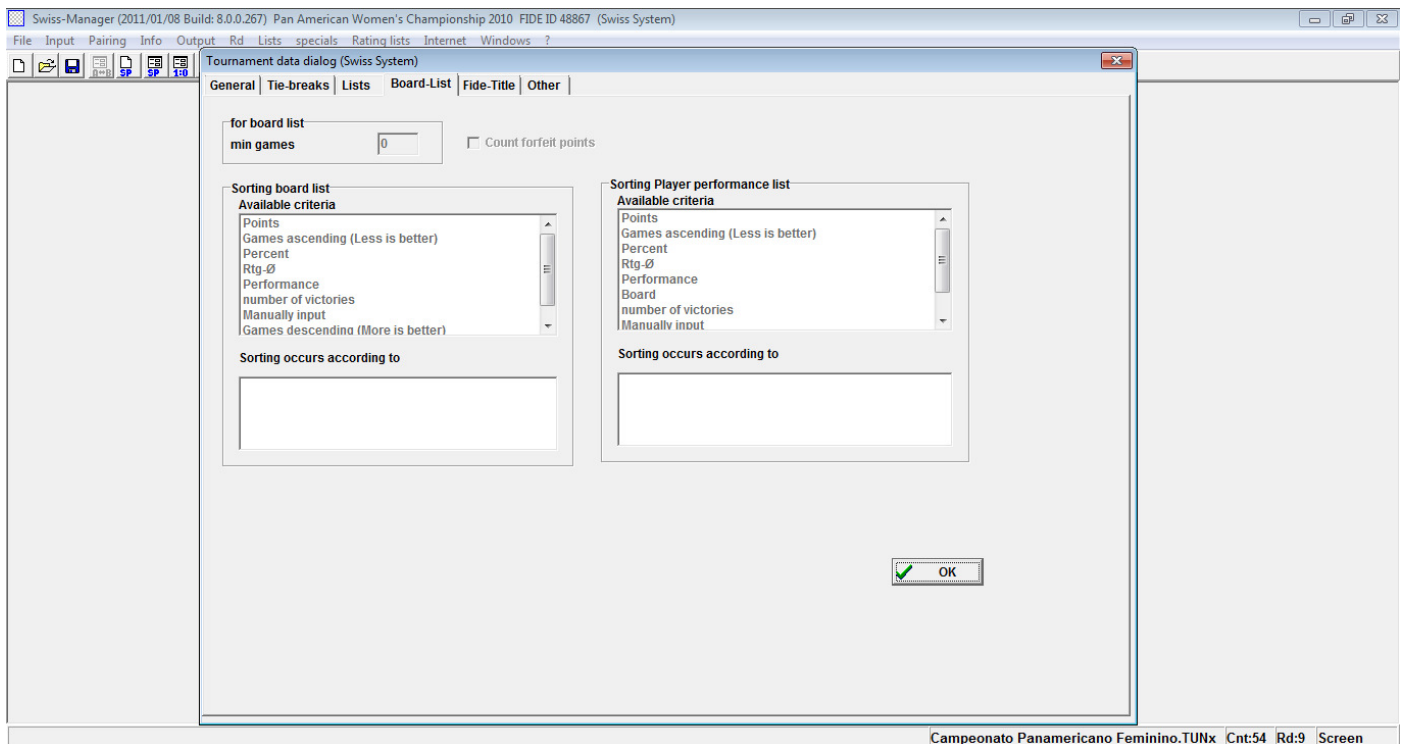 Swiss-Manager (2011/01/08 Build: 8.0.0.267) Pan American Women's Championship 2010 FIDE ID 48867 (Swiss System)
File Input Pairing Info Output Rd Lists specials Rating lists Internet Windows ?
SP SP 1:0
Tournament data dialog (Swiss System)
General Tie-breaks Lists Board-List Fide-Title Other
for board list
min games 0 Count forfeit points
Sorting board list
Available criteria
Points
Games ascending (Less is better)
Percent
Rtg-Ø
Performance
number of victories
Manually input
Games descending (More is better)
Sorting occurs according to
Sorting Player performance list
Available criteria
Points
Games ascending (Less is better)
Percent
Rtg-Ø
Performance
Board
number of victories
Manually input
Sorting occurs according to
OK
Campeonato Panamericano Feminino.TUNx Cnt:54 Rd:9 Screen